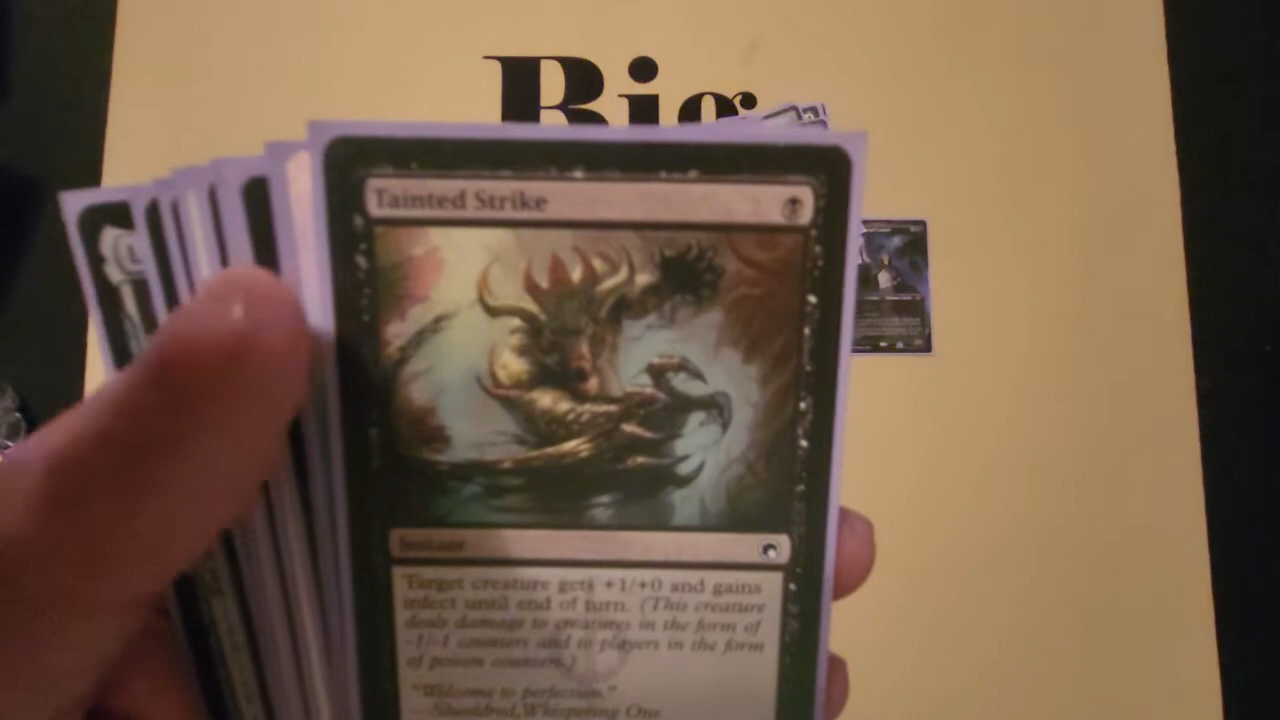 Big
Tainted Strike
Instant
Target creature gets +1/+0 and gains
infect until end of turn. (This creature
deals damage to creatures in the form of
-1/-1 counters and to players in the form
of poison counters.)
"Welcome to perfection."
—Sheoldred, Whispering One